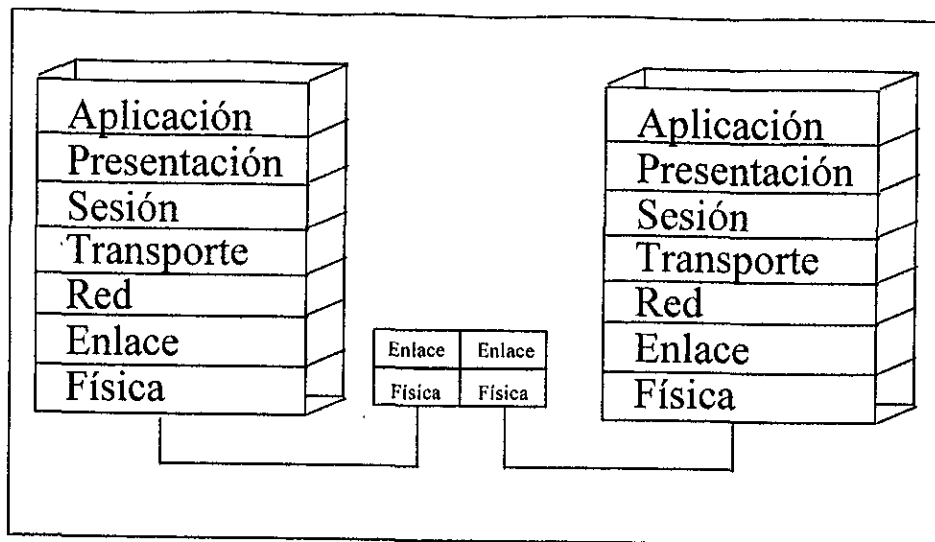 Aplicación
Presentación
Sesión
Transporte
Red
Enlace
Física
Enlace Enlace
Física Física
Aplicación
Presentación
Sesión
Transporte
Red
Enlace
Física